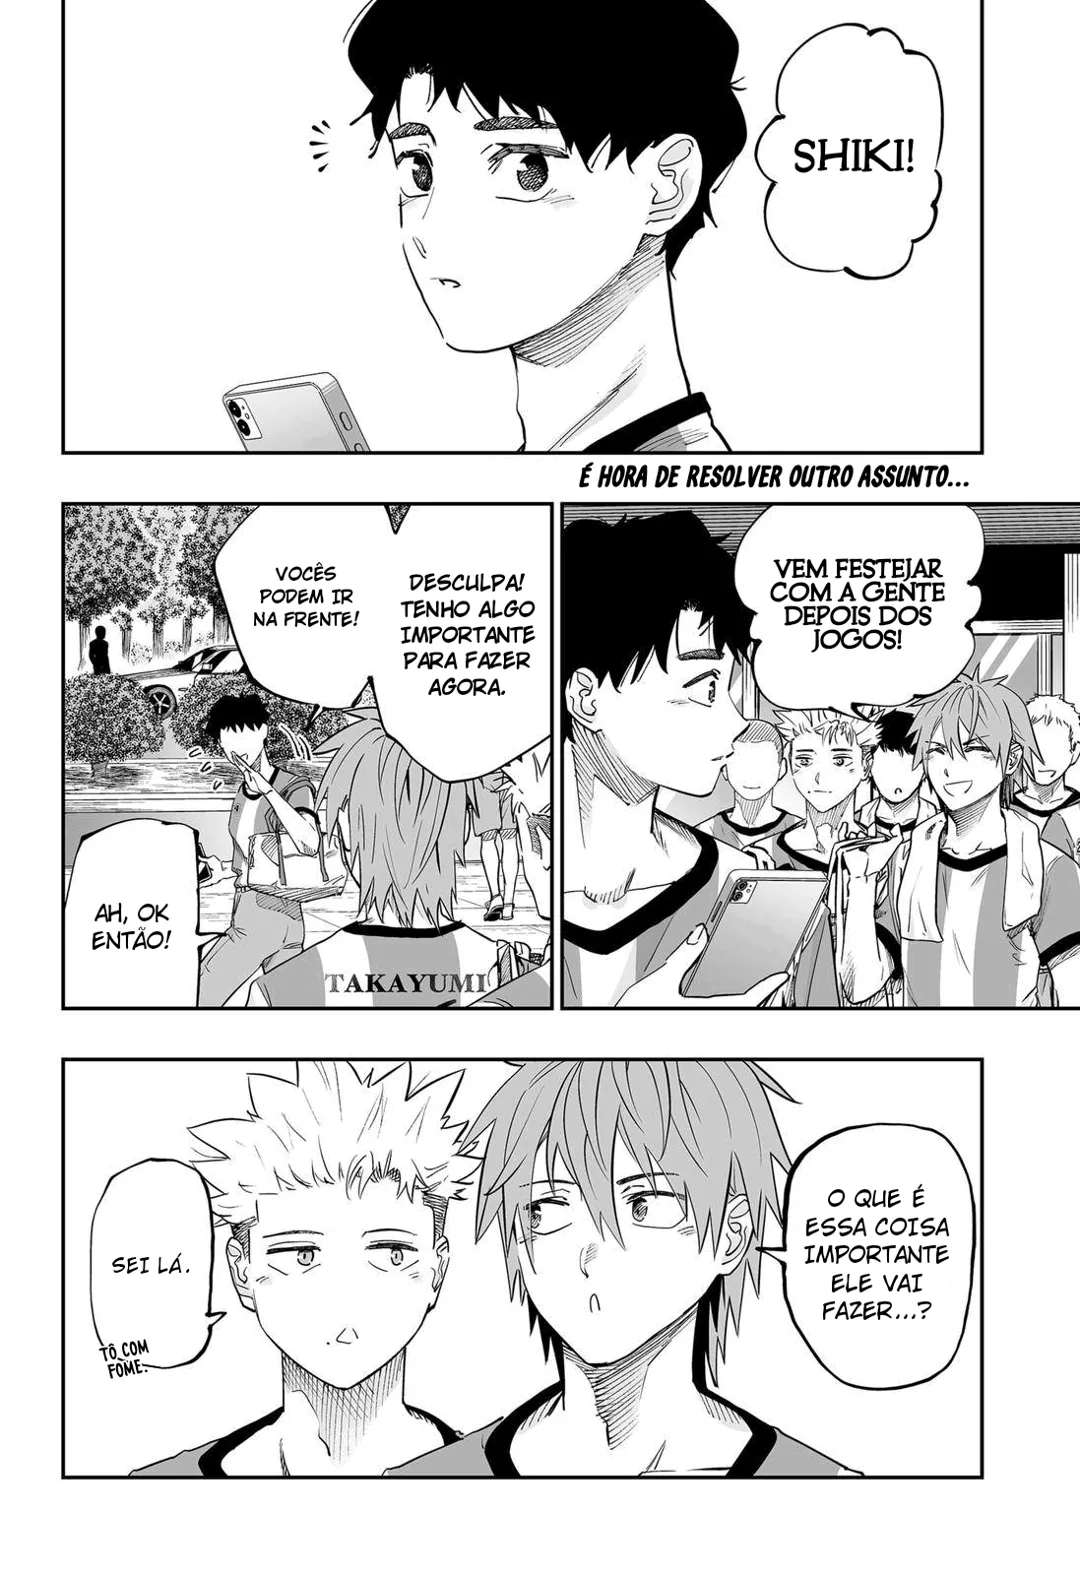 SHIKI!
É HORA DE RESOLVER OUTRO ASSUNTO...
VEM FESTEJAR
COM A GENTE
DEPOIS DOS
JOGOS!
DESCULPA!
TENHO ALGO
IMPORTANTE
PARA FAZER
AGORA.
VOCÊS
PODEM IR
NA FRENTE!
AH, OK
ENTÃO!
TAKAYUMI
O QUE É
ESSA COISA
IMPORTANTE
ELE VAI
FAZER...?
SEI LÁ.
TÔ COM
FOME.